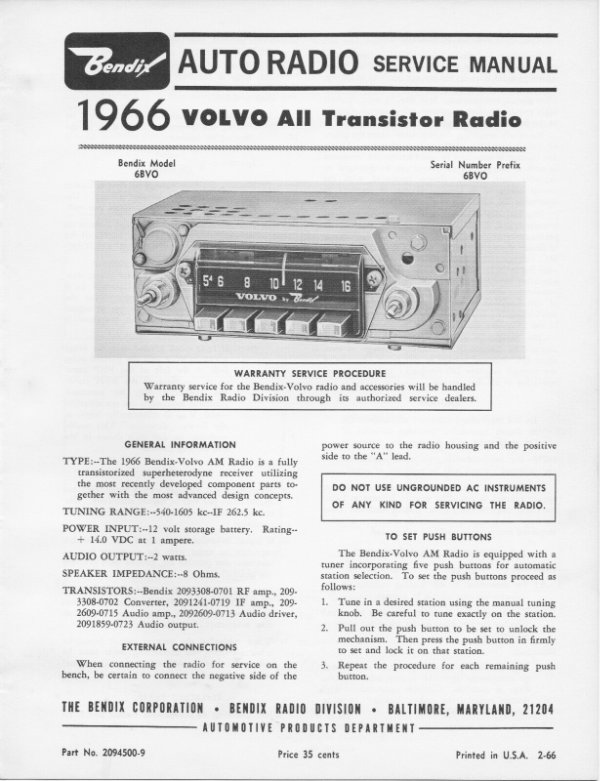 Bendix
AUTO RADIO SERVICE MANUAL
1966 VOLVO All Transistor Radio
Bendix Model
6BVO
Serial Number Prefix
6BVO
5⁴ 6 8 10 12 14 16
VOLVO by Bendix
WARRANTY SERVICE PROCEDURE
Warranty service for the Bendix-Volvo radio and accessories will be handled
by the Bendix Radio Division through its authorized service dealers.
GENERAL INFORMATION
TYPE:--The 1966 Bendix-Volvo AM Radio is a fully
transistorized superheterodyne receiver utilizing
the most recently developed component parts to-
gether with the most advanced design concepts.
TUNING RANGE:--540-1605 kc--IF 262.5 kc.
POWER INPUT:--12 volt storage battery. Rating--
+ 14.0 VDC at 1 ampere.
AUDIO OUTPUT:--2 watts.
SPEAKER IMPEDANCE:--8 Ohms.
TRANSISTORS:--Bendix 2093308-0701 RF amp., 209-
3308-0702 Converter, 2091241-0719 IF amp., 209-
2609-0715 Audio amp., 2092609-0713 Audio driver,
2091859-0723 Audio output.
EXTERNAL CONNECTIONS
When connecting the radio for service on the
bench, be certain to connect the negative side of the
power source to the radio housing and the positive
side to the "A" lead.
DO NOT USE UNGROUNDED AC INSTRUMENTS
OF ANY KIND FOR SERVICING THE RADIO.
TO SET PUSH BUTTONS
The Bendix-Volvo AM Radio is equipped with a
tuner incorporating five push buttons for automatic
station selection. To set the push buttons proceed as
follows:
1. Tune in a desired station using the manual tuning
knob. Be careful to tune exactly on the station.
2. Pull out the push button to be set to unlock the
mechanism. Then press the push button in firmly
to set and lock it on that station.
3. Repeat the procedure for each remaining push
button.
THE BENDIX CORPORATION • BENDIX RADIO DIVISION • BALTIMORE, MARYLAND, 21204
AUTOMOTIVE PRODUCTS DEPARTMENT
Part No. 2094500-9
Price 35 cents
Printed in U.S.A. 2-66